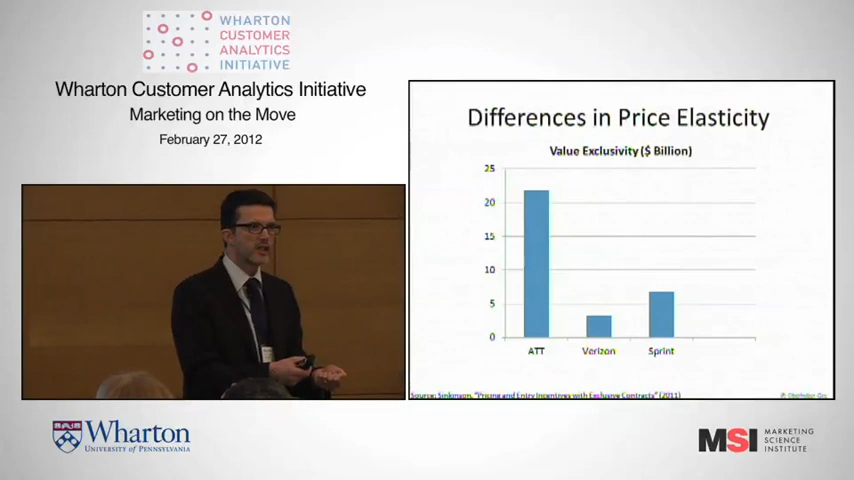 WHARTON
CUSTOMER
ANALYTICS
INITIATIVE
Wharton Customer Analytics Initiative
Marketing on the Move
February 27, 2012
Differences in Price Elasticity
Value Exclusivity ($ Billion)
25
20
15
10
5
0
ATT
Verizon
Sprint
Source: Sinkinson, "Pricing and Entry Incentives with Exclusive Contracts" (2011)
Wharton
UNIVERSITY OF PENNSYLVANIA
MSI
MARKETING
SCIENCE
INSTITUTE